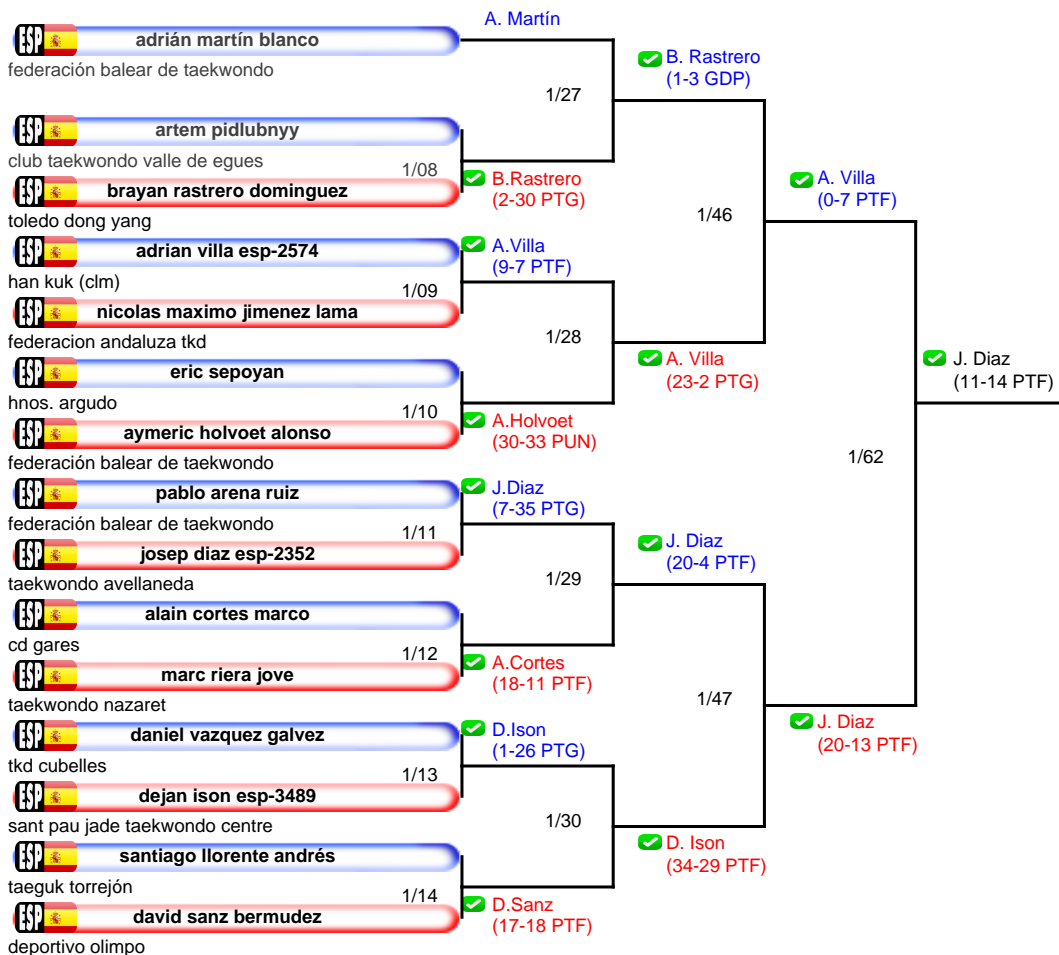 A. Martín
ESP adrián martín blanco
federación balear de taekwondo
B. Rastrero
(1-3 GDP)
1/27
ESP artem pidlubnyy
club taekwondo valle de egues
1/08
ESP brayan rastrero dominguez
toledo dong yang
B.Rastrero
(2-30 PTG)
A. Villa
(0-7 PTF)
1/46
ESP adrian villa esp-2574
han kuk (clm)
A.Villa
(9-7 PTF)
1/09
ESP nicolas maximo jimenez lama
federacion andaluza tkd
1/28
A. Villa
(23-2 PTG)
J. Diaz
(11-14 PTF)
ESP eric sepoyan
hnos. argudo
1/10
ESP aymeric holvoet alonso
federación balear de taekwondo
A.Holvoet
(30-33 PUN)
1/62
ESP pablo arena ruiz
federación balear de taekwondo
J.Diaz
(7-35 PTG)
1/11
ESP josep diaz esp-2352
taekwondo avellaneda
J. Diaz
(20-4 PTF)
1/29
ESP alain cortes marco
cd gares
1/12
ESP marc riera jove
taekwondo nazaret
A.Cortes
(18-11 PTF)
1/47
J. Diaz
(20-13 PTF)
ESP daniel vazquez galvez
tkd cubelles
D.Ison
(1-26 PTG)
1/13
ESP dejan ison esp-3489
sant pau jade taekwondo centre
1/30
D. Ison
(34-29 PTF)
ESP santiago llorente andrés
taeguk torrejón
1/14
ESP david sanz bermudez
deportivo olimpo
D.Sanz
(17-18 PTF)